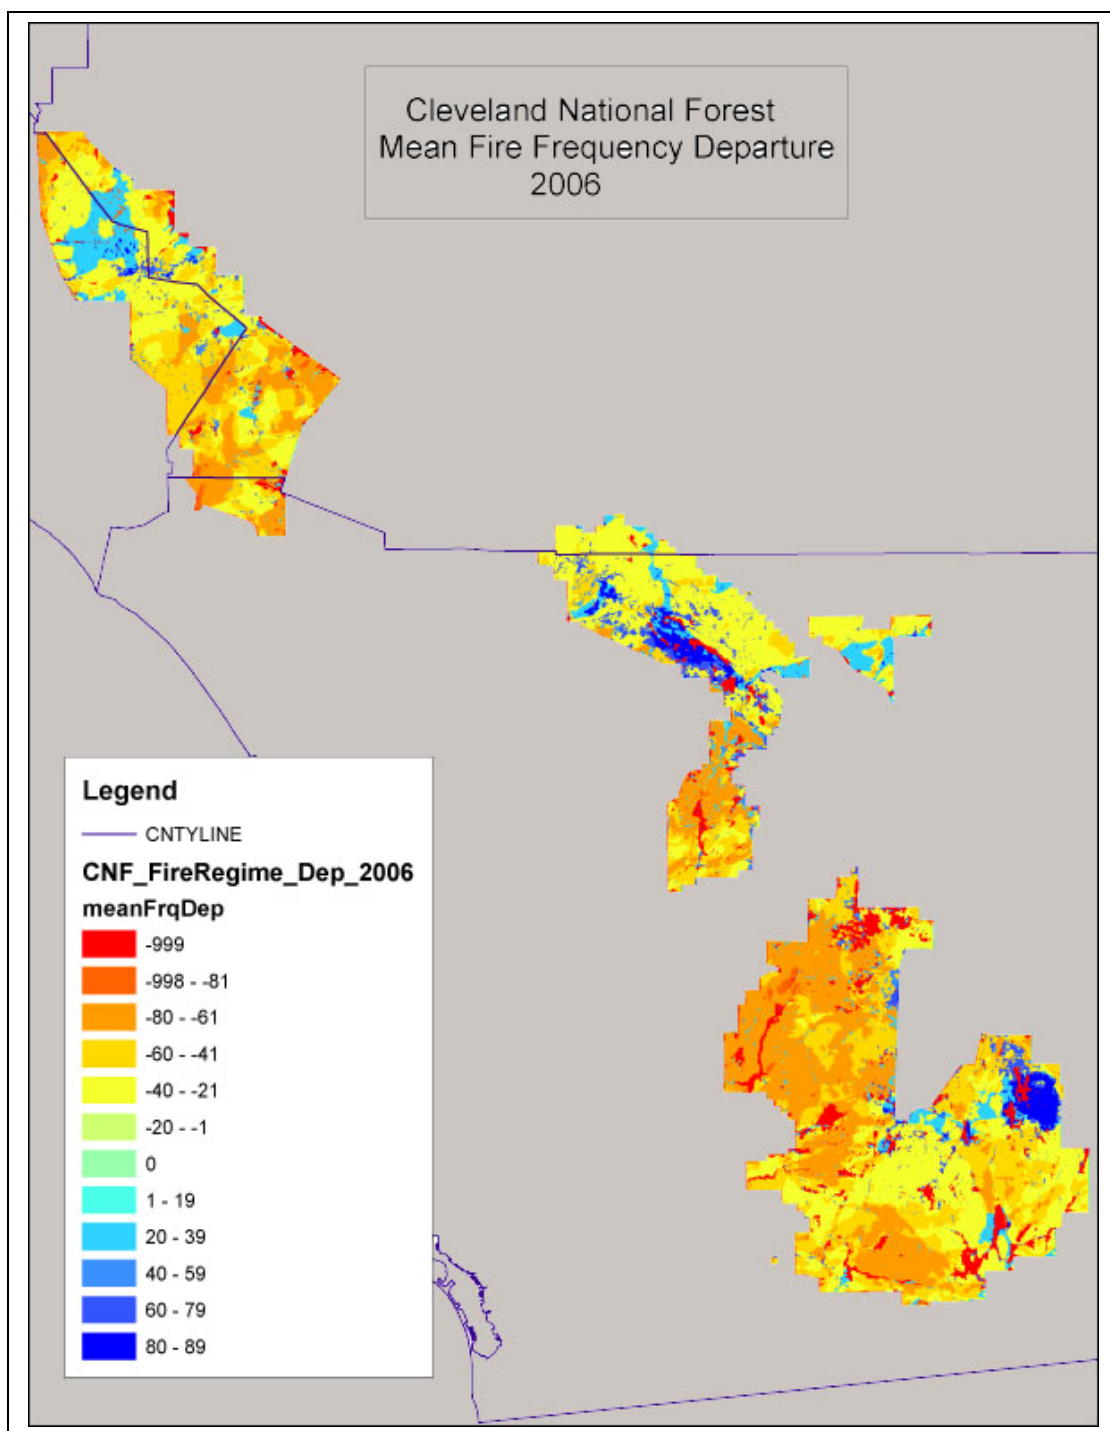 Cleveland National Forest
Mean Fire Frequency Departure
2006
Legend
CNTYLINE
CNF_FireRegime_Dep_2006
meanFrqDep
-999
-998 - -81
-80 - -61
-60 - -41
-40 - -21
-20 - -1
0
1 - 19
20 - 39
40 - 59
60 - 79
80 - 89